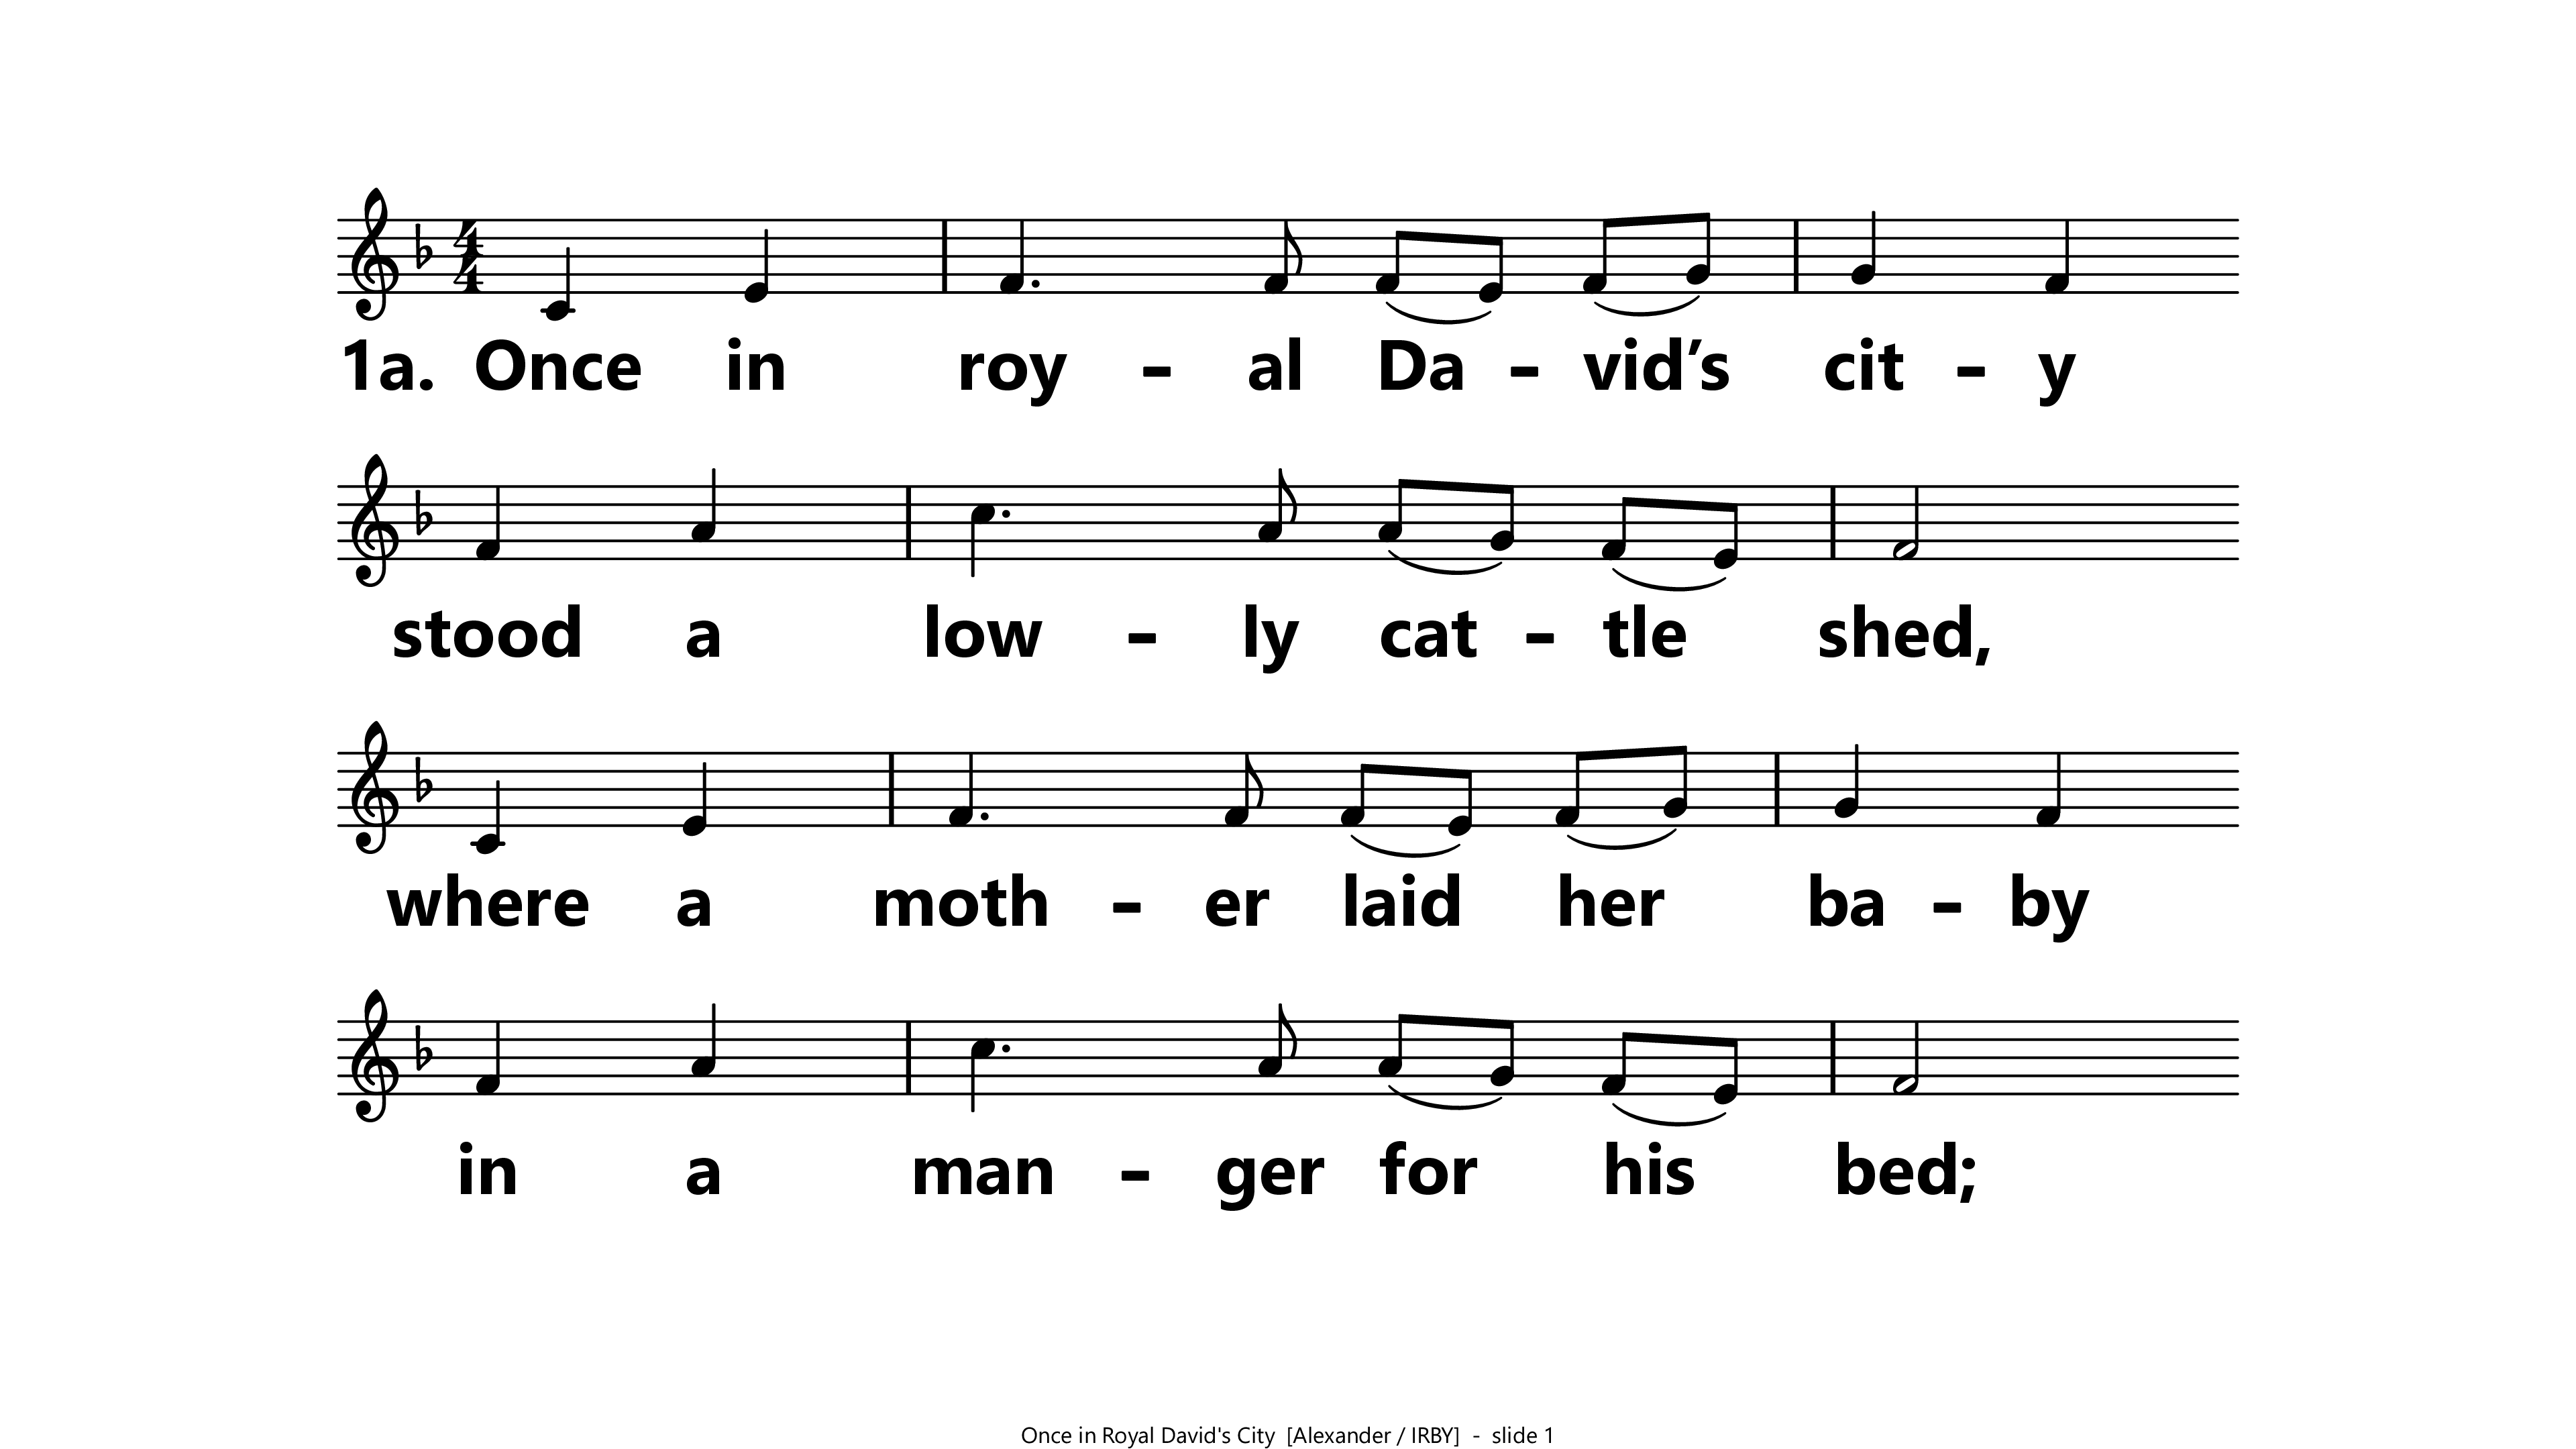 1a. Once in roy - al Da - vid’s cit - y
stood a low - ly cat - tle shed,
where a moth - er laid her ba - by
in a man - ger for his bed;
Once in Royal David's City [Alexander / IRBY] - slide 1